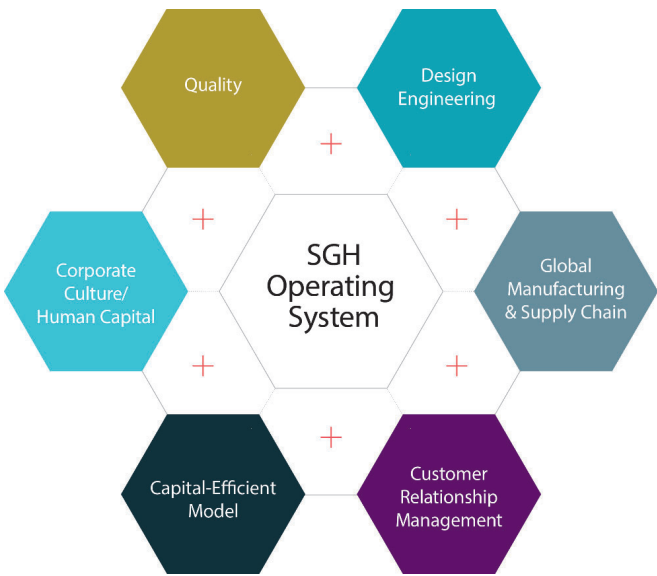 Quality
Design
Engineering
Corporate
Culture/
Human Capital
SGH
Operating
System
Global
Manufacturing
& Supply Chain
Capital-Efficient
Model
Customer
Relationship
Management